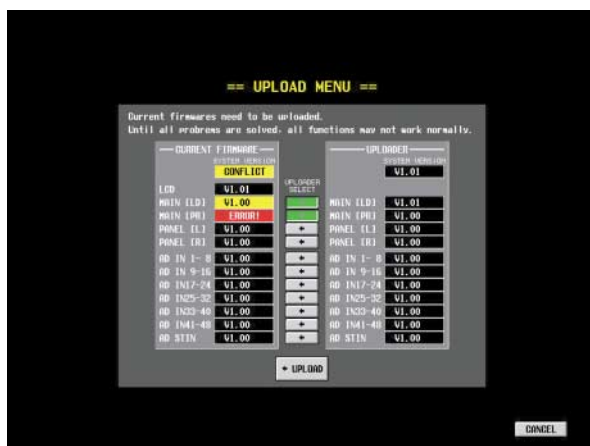 == UPLOAD MENU ==
Current firmwares need to be uploaded.
Until all probrems are solved, all functions may not work normally.
CURRENT FIRMWARE
UPLOADER
SYSTEM VERSION
SYSTEM VERSION
CONFLICT
V1.01
UPLOADER SELECT
LCD V1.01
MAIN [LD] V1.00 MAIN [LD] V1.01
MAIN [PR] ERROR! MAIN [PR] V1.00
PANEL [L] V1.00 PANEL [L] V1.00
PANEL [R] V1.00 PANEL [R] V1.00
AD IN 1- 8 V1.00 AD IN 1- 8 V1.00
AD IN 9-16 V1.00 AD IN 9-16 V1.00
AD IN17-24 V1.00 AD IN17-24 V1.00
AD IN25-32 V1.00 AD IN25-32 V1.00
AD IN33-40 V1.00 AD IN33-40 V1.00
AD IN41-48 V1.00 AD IN41-48 V1.00
AD STIN V1.00 AD STIN V1.00
UPLOAD
CANCEL